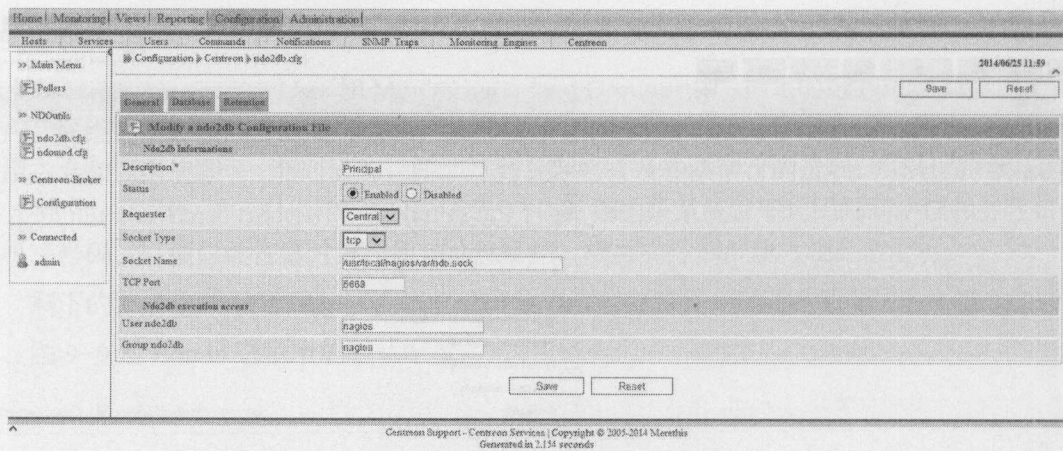 Home | Monitoring | Views | Reporting | Configuration | Administration |
Hosts | Services | Users | Commands | Notifications | SNMP Traps | Monitoring Engines | Centreon
Configuration Centreon ndo2db.cfg
2014/06/25 11:59
Main Menu
Pollers
NDOutils
ndo2db.cfg
ndomod.cfg
Centreon-Broker
Configuration
Connected
admin
Save Reset
General Database Retention
Modify a ndo2db Configuration File
Ndo2db Informations
Description * Principal
Status Enabled Disabled
Requester Central
Socket Type tcp
Socket Name /usr/local/nagios/var/ndo.sock
TCP Port 5668
Ndo2db execution access
User ndo2db nagios
Group ndo2db nagios
Save Reset
Centreon Support - Centreon Services | Copyright © 2005-2014 Merethis
Generated in 2.154 seconds